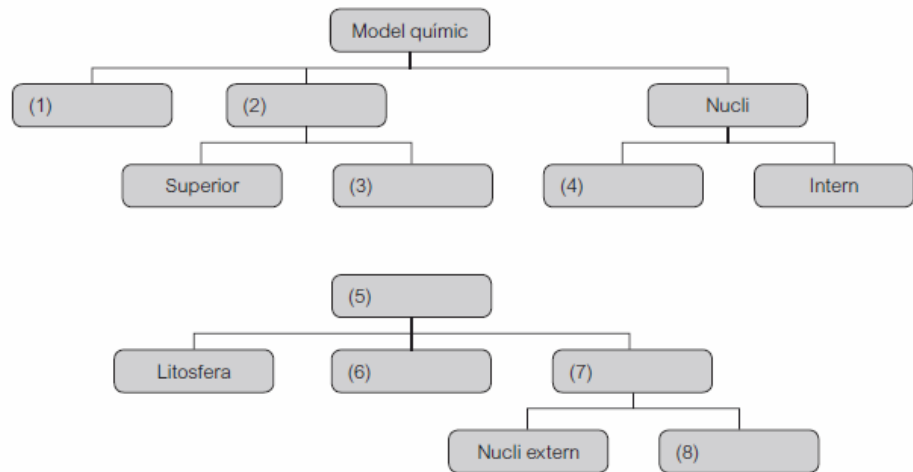 Model químic
(1)
(2)
Nucli
Superior
(3)
(4)
Intern
(5)
Litosfera
(6)
(7)
Nucli extern
(8)